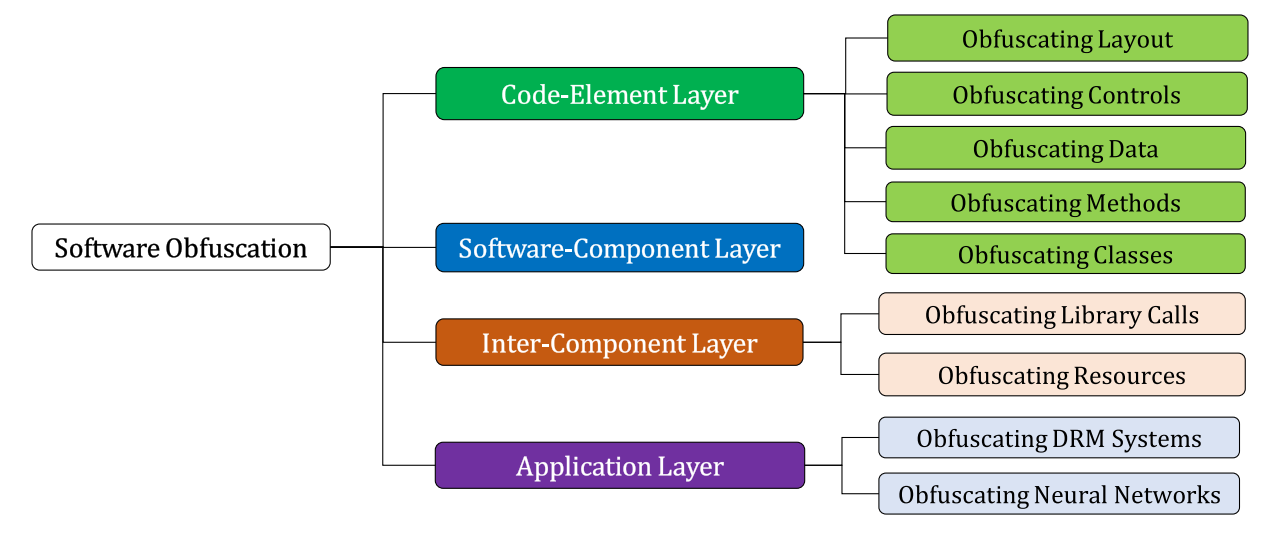 Software Obfuscation
Code-Element Layer
Obfuscating Layout
Obfuscating Controls
Obfuscating Data
Obfuscating Methods
Obfuscating Classes
Software-Component Layer
Inter-Component Layer
Obfuscating Library Calls
Obfuscating Resources
Application Layer
Obfuscating DRM Systems
Obfuscating Neural Networks